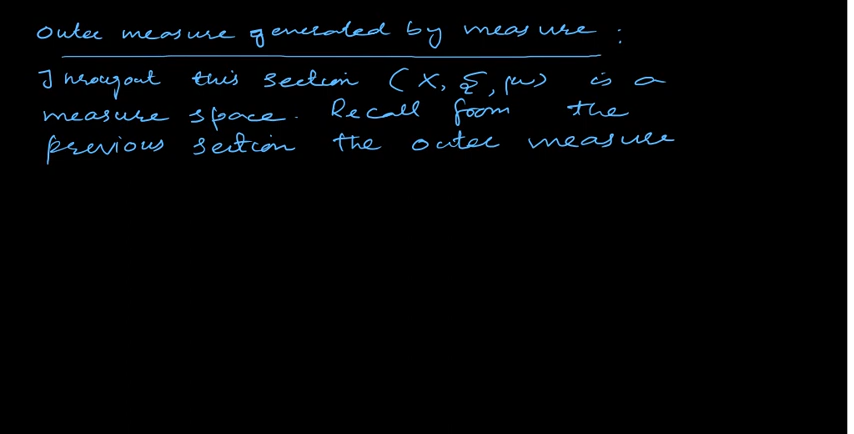 Outer measure generated by measure :
Throughout this section (X, Σ, μ) is a
measure space. Recall from the
previous section the outer measure